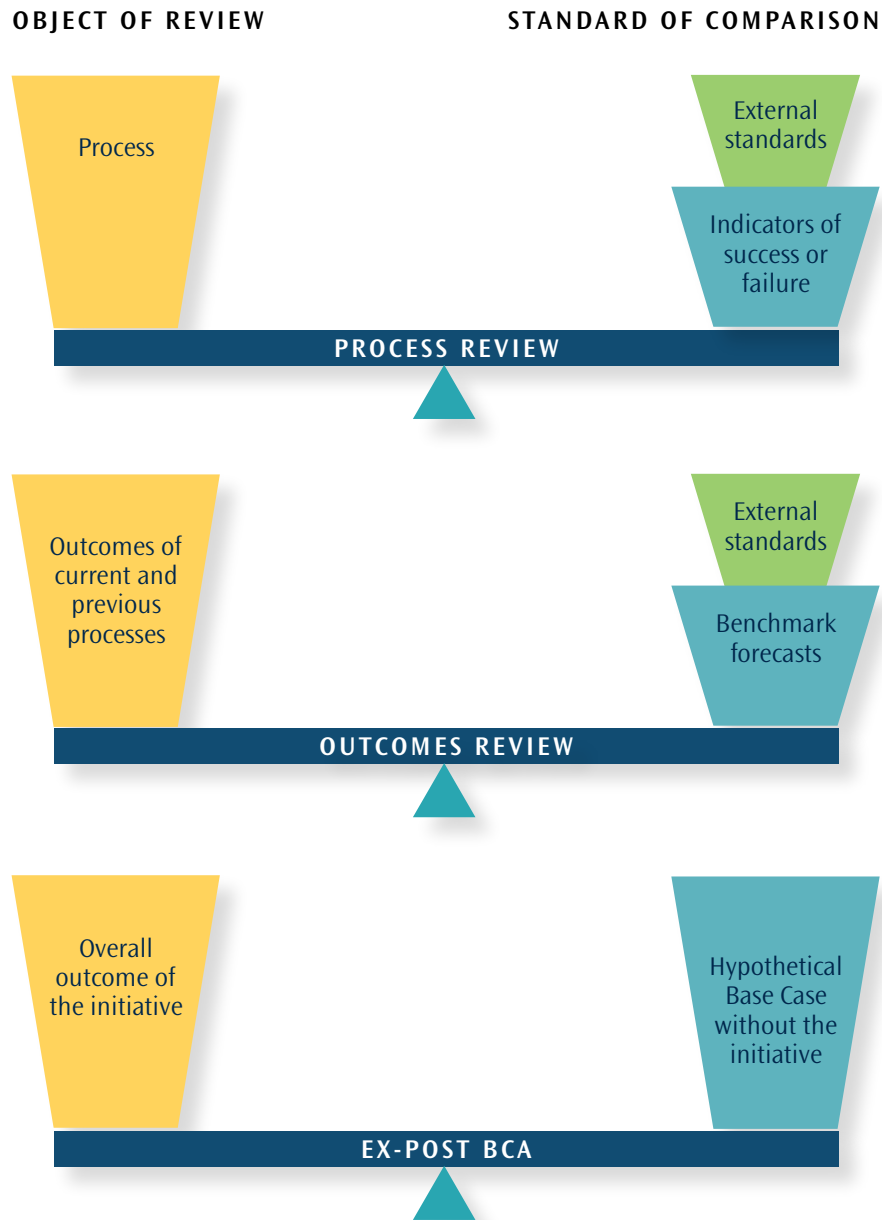 OBJECT OF REVIEW
STANDARD OF COMPARISON
Process
External
standards
Indicators of
success or
failure
PROCESS REVIEW
Outcomes of
current and
previous
processes
External
standards
Benchmark
forecasts
OUTCOMES REVIEW
Overall
outcome of
the initiative
Hypothetical
Base Case
without the
initiative
EX-POST BCA